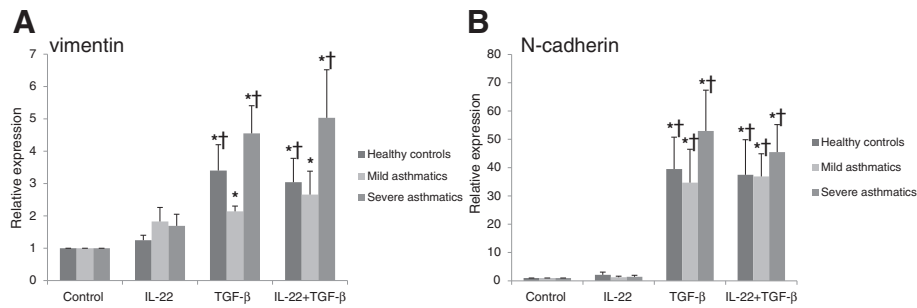 A
vimentin
7
6
5
4
3
2
1
0
Relative expression
*†
*
*†
*†
*
*†
Control
IL-22
TGF-β
IL-22+TGF-β
Healthy controls
Mild asthmatics
Severe asthmatics
B
N-cadherin
80
70
60
50
40
30
20
10
0
Relative expression
*†
*†
*†
*†
*†
*†
Control
IL-22
TGF-β
IL-22+TGF-β
Healthy controls
Mild asthmatics
Severe asthmatics